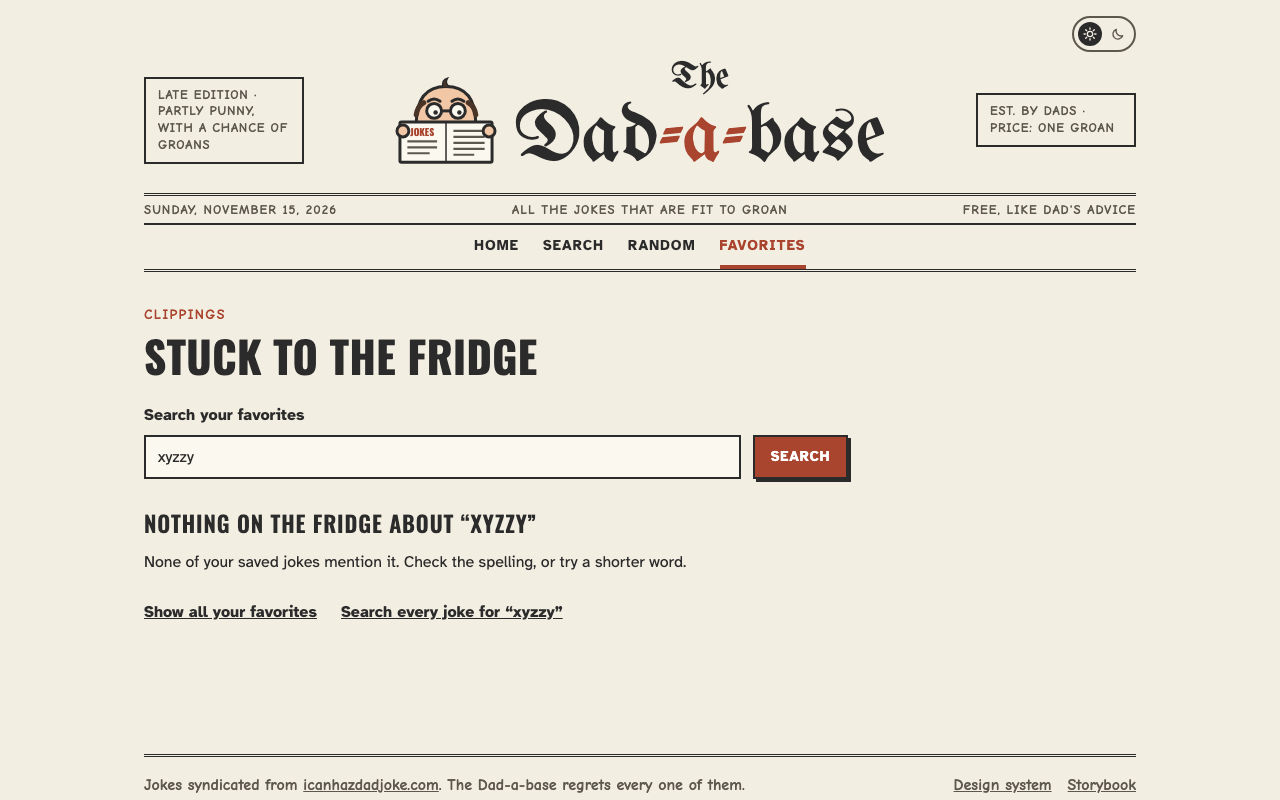 LATE EDITION ·
PARTLY PUNNY,
WITH A CHANCE OF
GROANS
JOKES
The
Dad=a=base
EST. BY DADS ·
PRICE: ONE GROAN
SUNDAY, NOVEMBER 15, 2026
ALL THE JOKES THAT ARE FIT TO GROAN
FREE, LIKE DAD'S ADVICE
HOME SEARCH RANDOM FAVORITES
CLIPPINGS
STUCK TO THE FRIDGE
Search your favorites
xyzzy
SEARCH
NOTHING ON THE FRIDGE ABOUT “XYZZY”
None of your saved jokes mention it. Check the spelling, or try a shorter word.
Show all your favorites Search every joke for “xyzzy”
Jokes syndicated from icanhazdadjoke.com. The Dad-a-base regrets every one of them.
Design system Storybook